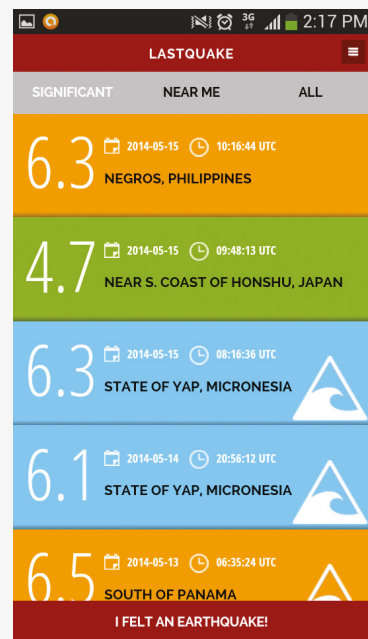 3G 2:17 PM
LASTQUAKE
SIGNIFICANT NEAR ME ALL
6.3 2014-05-15 10:16:44 UTC
NEGROS, PHILIPPINES
4.7 2014-05-15 09:48:13 UTC
NEAR S. COAST OF HONSHU, JAPAN
6.3 2014-05-15 08:16:36 UTC
STATE OF YAP, MICRONESIA
6.1 2014-05-14 20:56:12 UTC
STATE OF YAP, MICRONESIA
6.5 2014-05-13 06:35:24 UTC
SOUTH OF PANAMA
I FELT AN EARTHQUAKE!